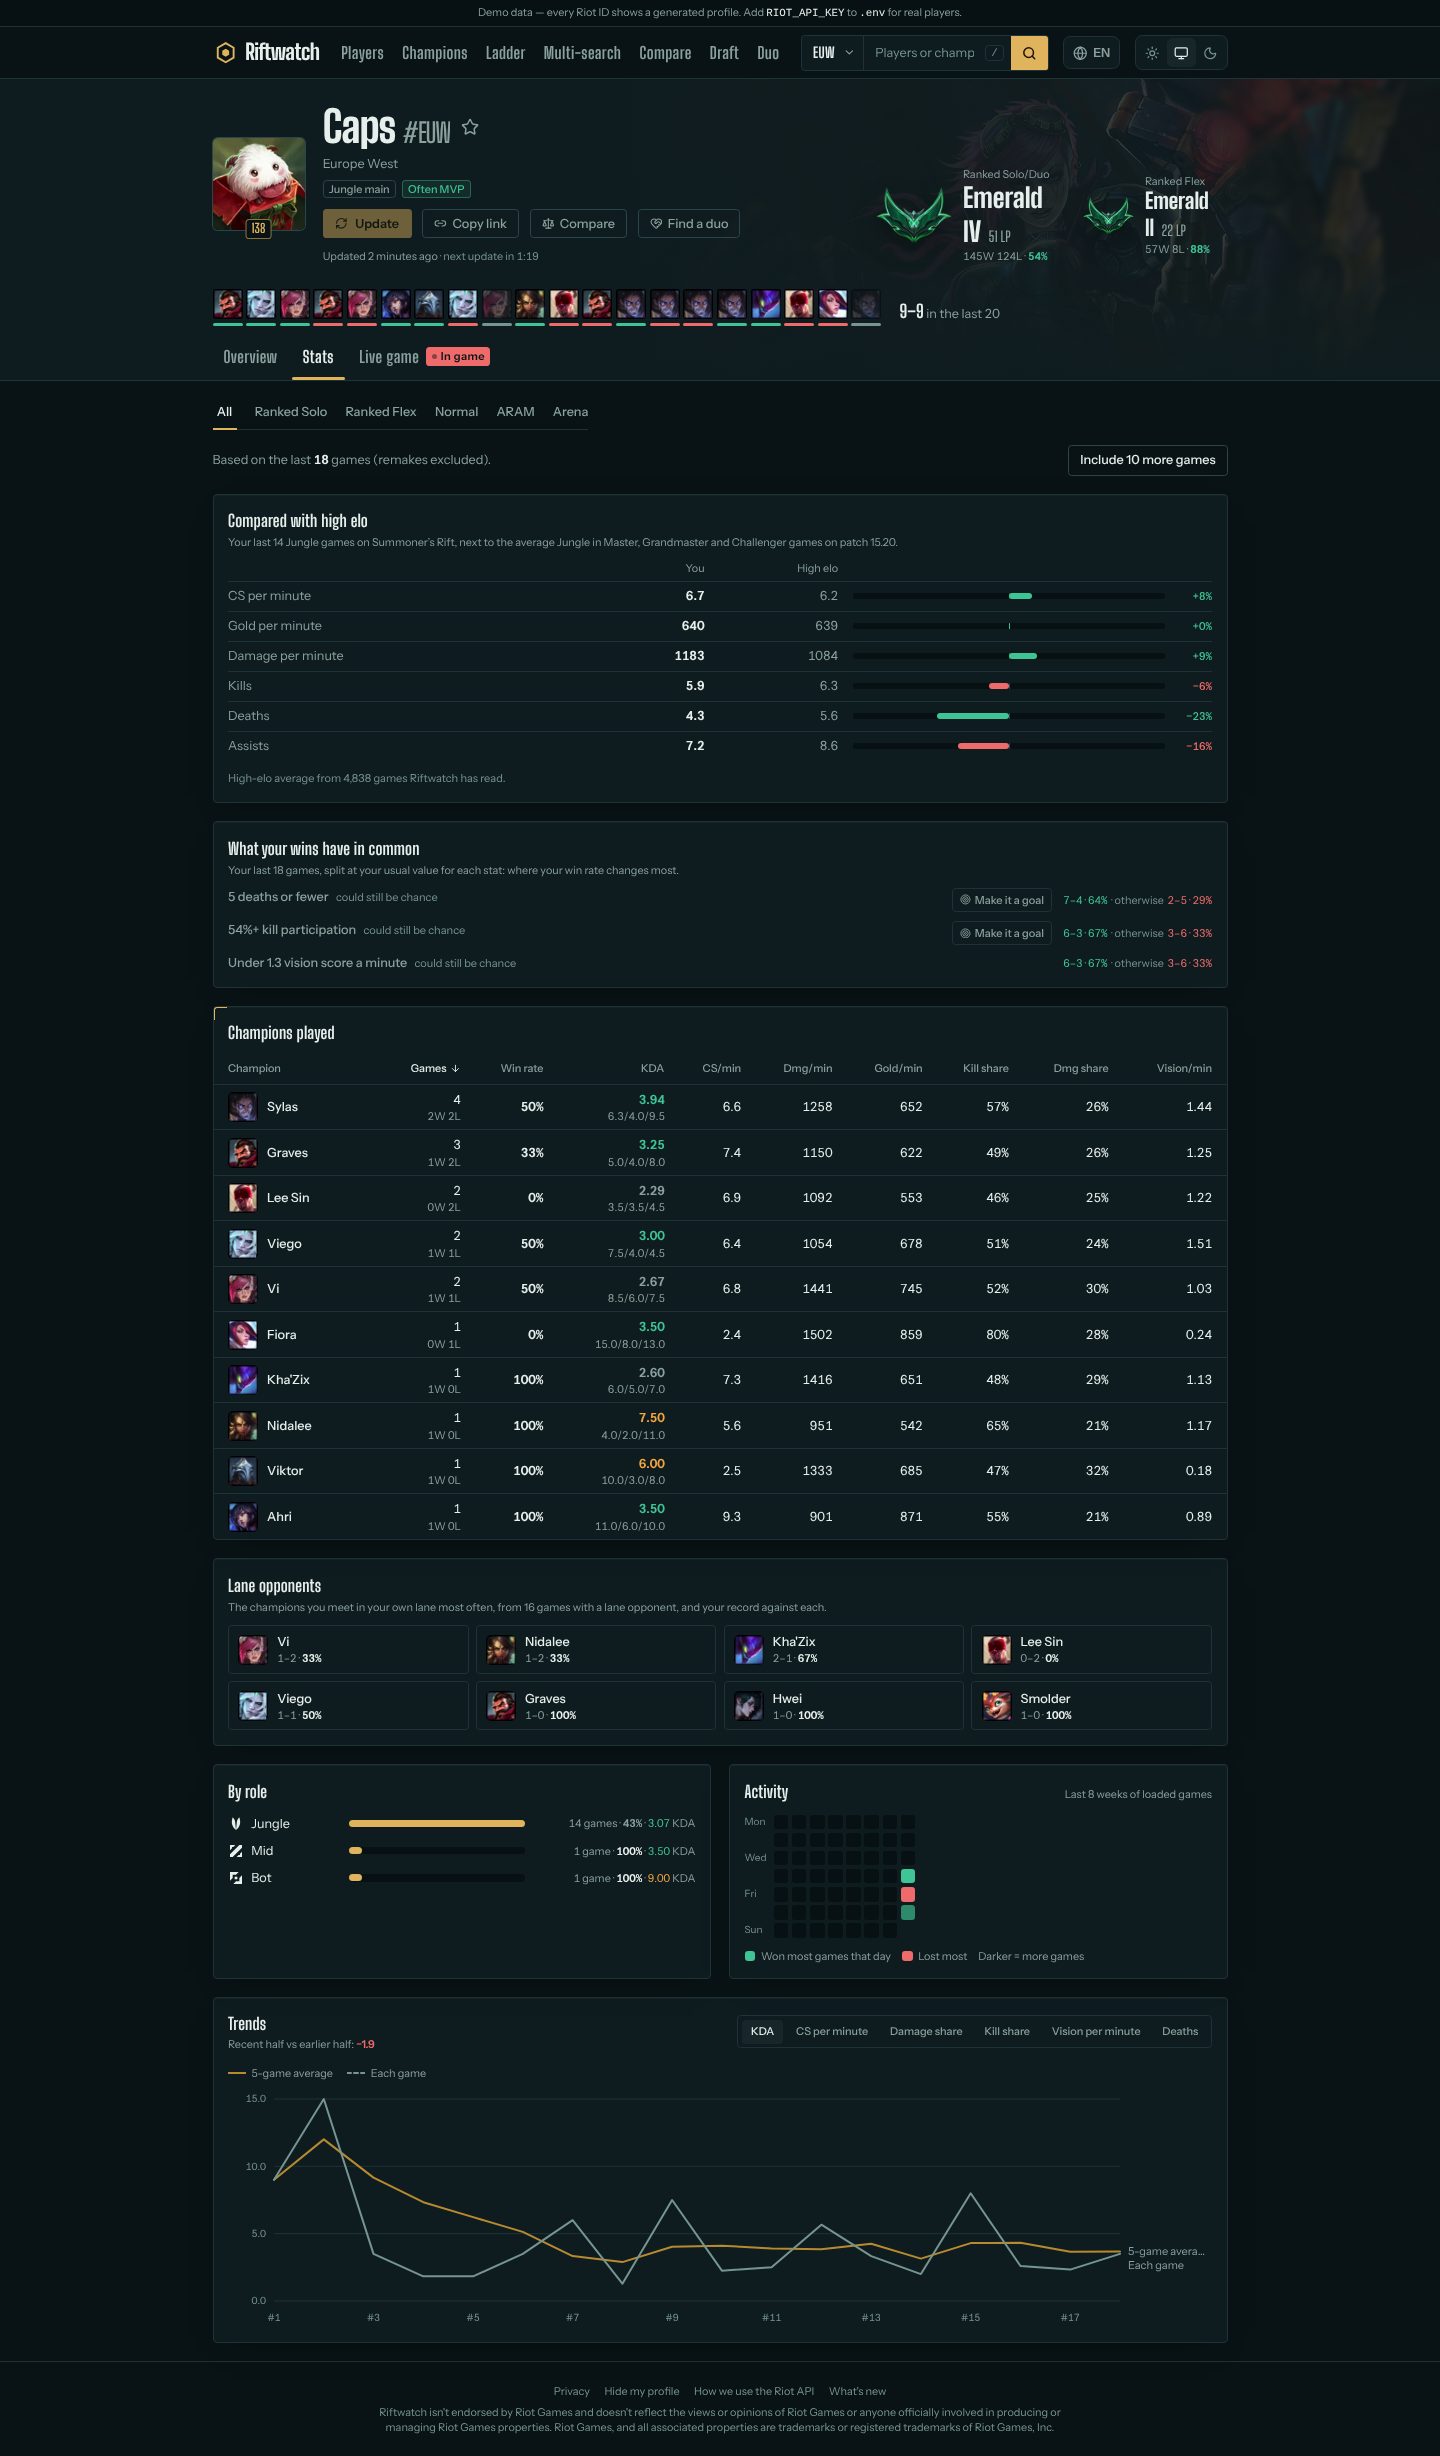 Demo data — every Riot ID shows a generated profile. Add RIOT_API_KEY to .env for real players.
Riftwatch Players Champions Ladder Multi-search Compare Draft Duo EUW Players or champ / EN
Caps #EUW
Europe West
Jungle main Often MVP
Update Copy link Compare Find a duo
Updated 2 minutes ago · next update in 1:19
138
Ranked Solo/Duo
Emerald
IV 51 LP
145W 124L · 54%
Ranked Flex
Emerald
II 22 LP
57W 8L · 88%
9–9 in the last 20
Overview Stats Live game In game
All Ranked Solo Ranked Flex Normal ARAM Arena
Based on the last 18 games (remakes excluded).
Include 10 more games
Compared with high elo
Your last 14 Jungle games on Summoner's Rift, next to the average Jungle in Master, Grandmaster and Challenger games on patch 15.20.
You High elo
CS per minute 6.7 6.2 +8%
Gold per minute 640 639 +0%
Damage per minute 1183 1084 +9%
Kills 5.9 6.3 −6%
Deaths 4.3 5.6 −23%
Assists 7.2 8.6 −16%
High-elo average from 4,838 games Riftwatch has read.
What your wins have in common
Your last 18 games, split at your usual value for each stat: where your win rate changes most.
5 deaths or fewer could still be chance Make it a goal 7–4 · 64% · otherwise 2–5 · 29%
54%+ kill participation could still be chance Make it a goal 6–3 · 67% · otherwise 3–6 · 33%
Under 1.3 vision score a minute could still be chance 6–3 · 67% · otherwise 3–6 · 33%
Champions played
Champion Games ↓ Win rate KDA CS/min Dmg/min Gold/min Kill share Dmg share Vision/min
Sylas 4 50% 3.94 6.6 1258 652 57% 26% 1.44
2W 2L 6.3/4.0/9.5
Graves 3 33% 3.25 7.4 1150 622 49% 26% 1.25
1W 2L 5.0/4.0/8.0
Lee Sin 2 0% 2.29 6.9 1092 553 46% 25% 1.22
0W 2L 3.5/3.5/4.5
Viego 2 50% 3.00 6.4 1054 678 51% 24% 1.51
1W 1L 7.5/4.0/4.5
Vi 2 50% 2.67 6.8 1441 745 52% 30% 1.03
1W 1L 8.5/6.0/7.5
Fiora 1 0% 3.50 2.4 1502 859 80% 28% 0.24
0W 1L 15.0/8.0/13.0
Kha'Zix 1 100% 2.60 7.3 1416 651 48% 29% 1.13
1W 0L 6.0/5.0/7.0
Nidalee 1 100% 7.50 5.6 951 542 65% 21% 1.17
1W 0L 4.0/2.0/11.0
Viktor 1 100% 6.00 2.5 1333 685 47% 32% 0.18
1W 0L 10.0/3.0/8.0
Ahri 1 100% 3.50 9.3 901 871 55% 21% 0.89
1W 0L 11.0/6.0/10.0
Lane opponents
The champions you meet in your own lane most often, from 16 games with a lane opponent, and your record against each.
Vi Nidalee Kha'Zix Lee Sin
1–2 · 33% 1–2 · 33% 2–1 · 67% 0–2 · 0%
Viego Graves Hwei Smolder
1–1 · 50% 1–0 · 100% 1–0 · 100% 1–0 · 100%
By role
Jungle 14 games · 43% · 3.07 KDA
Mid 1 game · 100% · 3.50 KDA
Bot 1 game · 100% · 9.00 KDA
Activity Last 8 weeks of loaded games
Mon
Wed
Fri
Sun
Won most games that day Lost most Darker = more games
Trends
Recent half vs earlier half: −1.9
KDA CS per minute Damage share Kill share Vision per minute Deaths
5-game average Each game
15.0
10.0
5.0
0.0
5-game avera...
Each game
#1 #3 #5 #7 #9 #11 #13 #15 #17
Privacy Hide my profile How we use the Riot API What's new
Riftwatch isn't endorsed by Riot Games and doesn't reflect the views or opinions of Riot Games or anyone officially involved in producing or
managing Riot Games properties. Riot Games, and all associated properties are trademarks or registered trademarks of Riot Games, Inc.